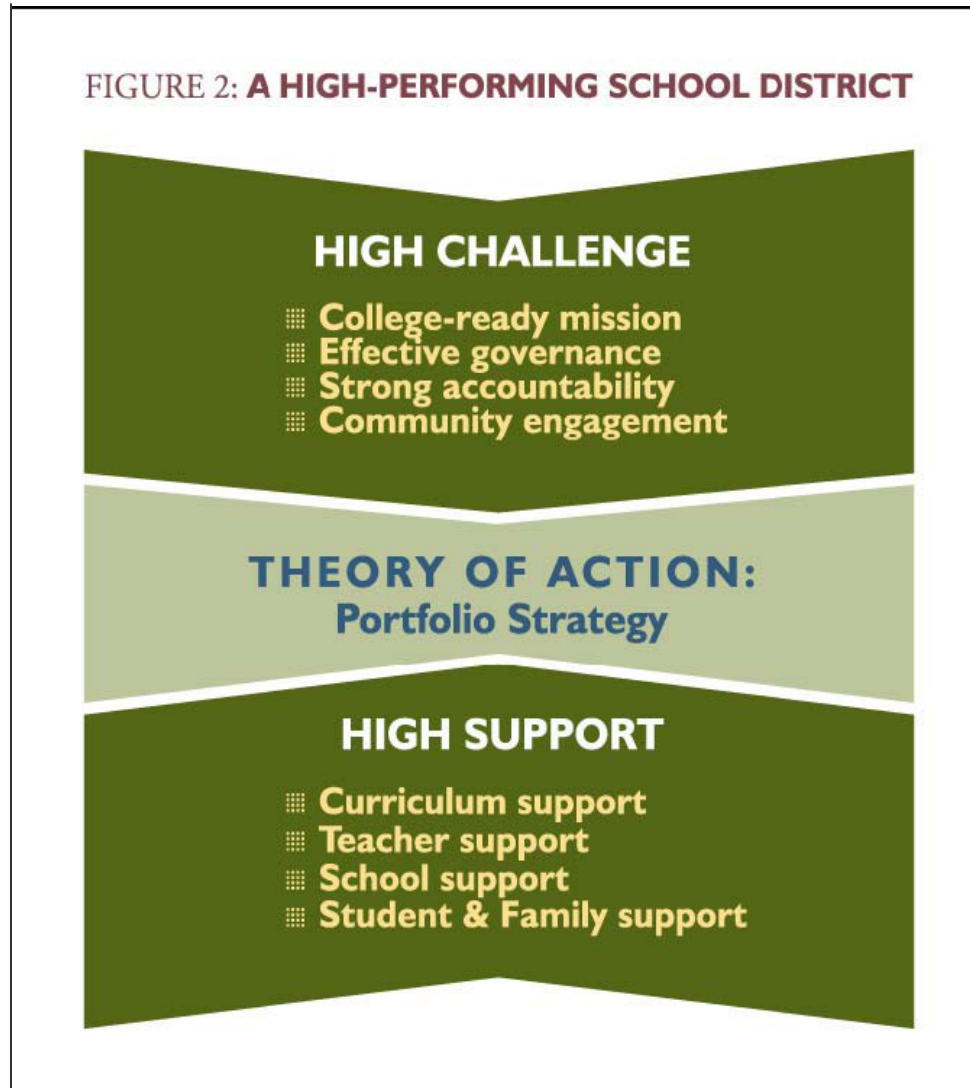 FIGURE 2: A HIGH-PERFORMING SCHOOL DISTRICT
HIGH CHALLENGE
College-ready mission
Effective governance
Strong accountability
Community engagement
THEORY OF ACTION:
Portfolio Strategy
HIGH SUPPORT
Curriculum support
Teacher support
School support
Student & Family support